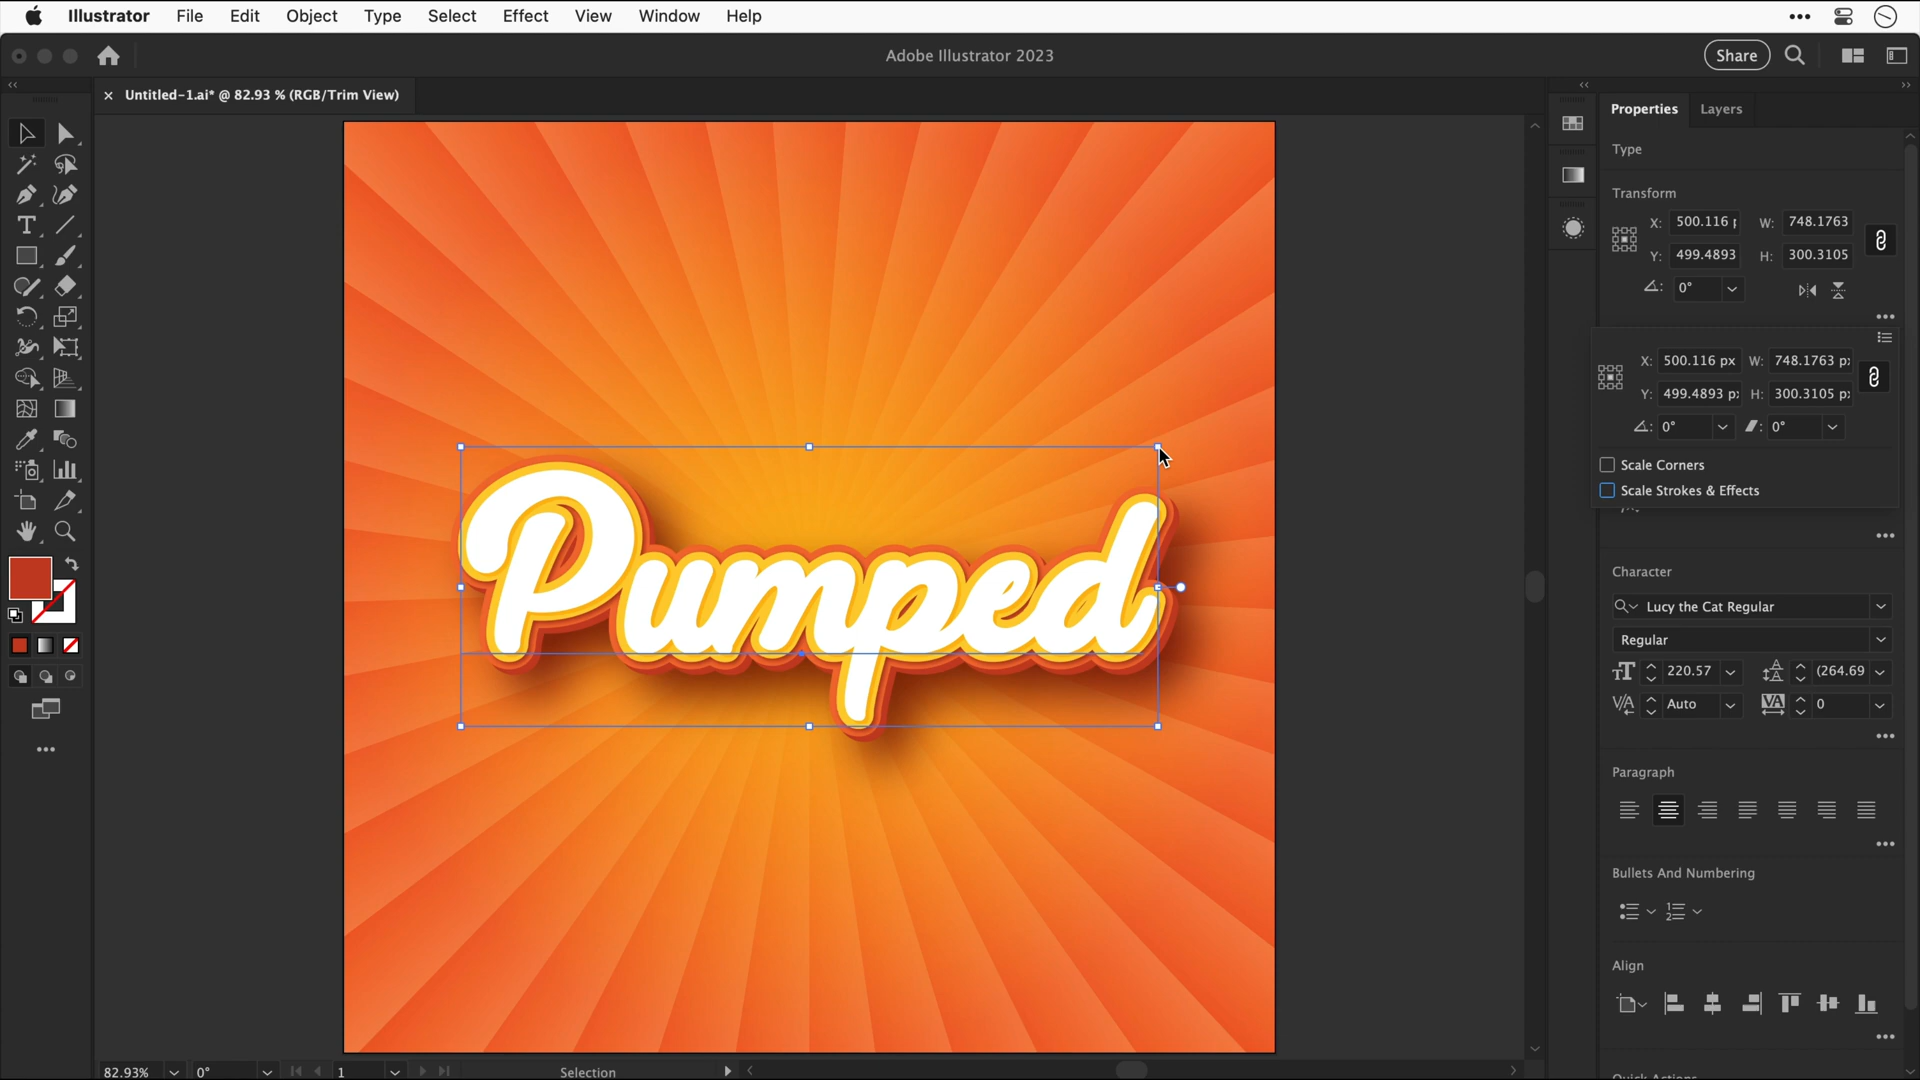 Illustrator File Edit Object Type Select Effect View Window Help
Adobe Illustrator 2023
Share
× Untitled-1.ai* @ 82.93 % (RGB/Trim View)
Properties Layers
Type
Transform
X: 500.116 W: 748.1763
Y: 499.4893 H: 300.3105
0°
X: 500.116 px W: 748.1763 p
Y: 499.4893 p H: 300.3105 p
0° 0°
Scale Corners
Scale Strokes & Effects
Pumped
Character
Lucy the Cat Regular
Regular
220.57 (264.69
Auto 0
Paragraph
Bullets And Numbering
Align
82.93% 0° 1 Selection